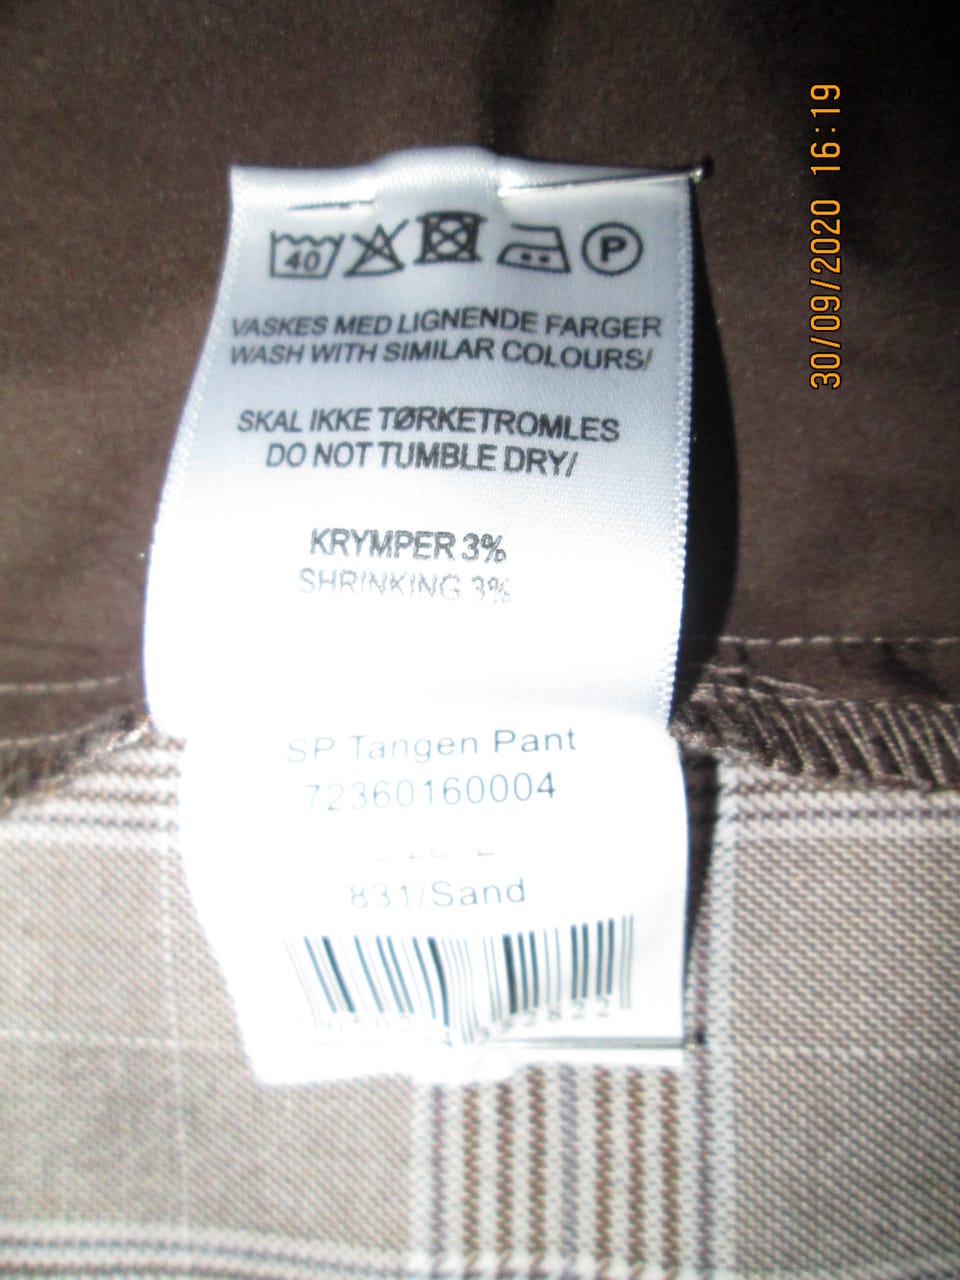 40
P
VASKES MED LIGNENDE FARGER
WASH WITH SIMILAR COLOURS/
SKAL IKKE TØRKETROMLES
DO NOT TUMBLE DRY/
KRYMPER 3%
SHRINKING 3%
SP Tangen Pant
72360160004
831/Sand
30/09/2020 16:19